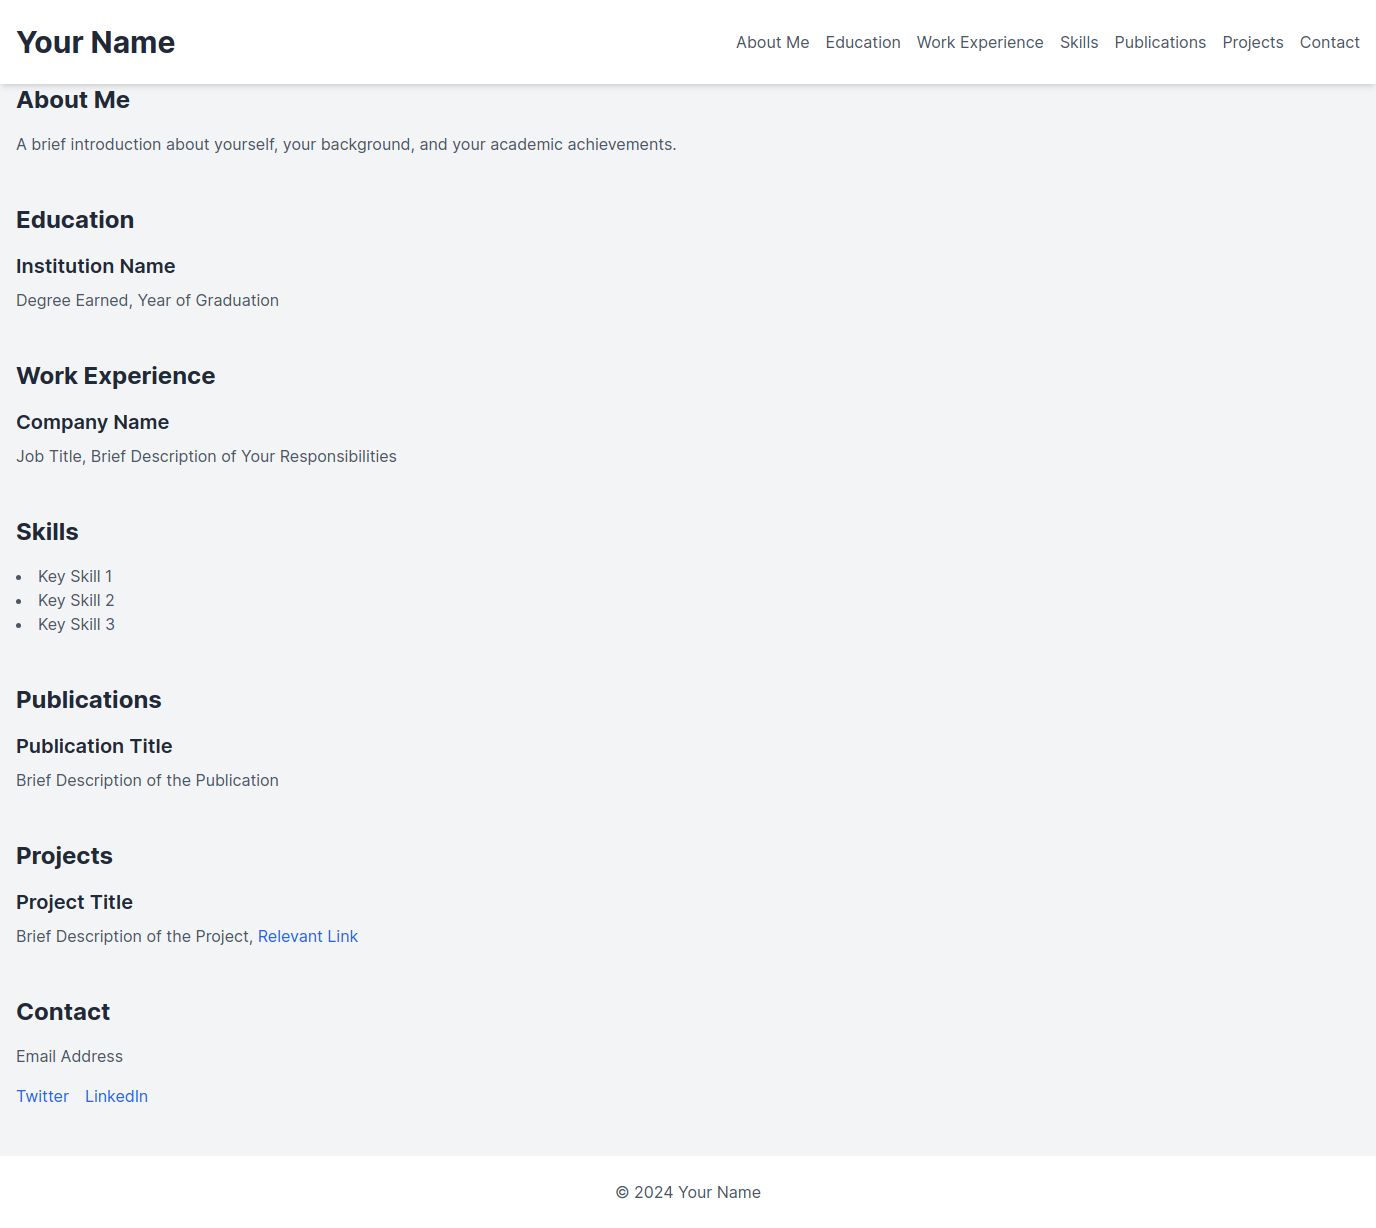 Your Name
About Me Education Work Experience Skills Publications Projects Contact
About Me
A brief introduction about yourself, your background, and your academic achievements.
Education
Institution Name
Degree Earned, Year of Graduation
Work Experience
Company Name
Job Title, Brief Description of Your Responsibilities
Skills
• Key Skill 1
• Key Skill 2
• Key Skill 3
Publications
Publication Title
Brief Description of the Publication
Projects
Project Title
Brief Description of the Project, Relevant Link
Contact
Email Address
Twitter LinkedIn
© 2024 Your Name